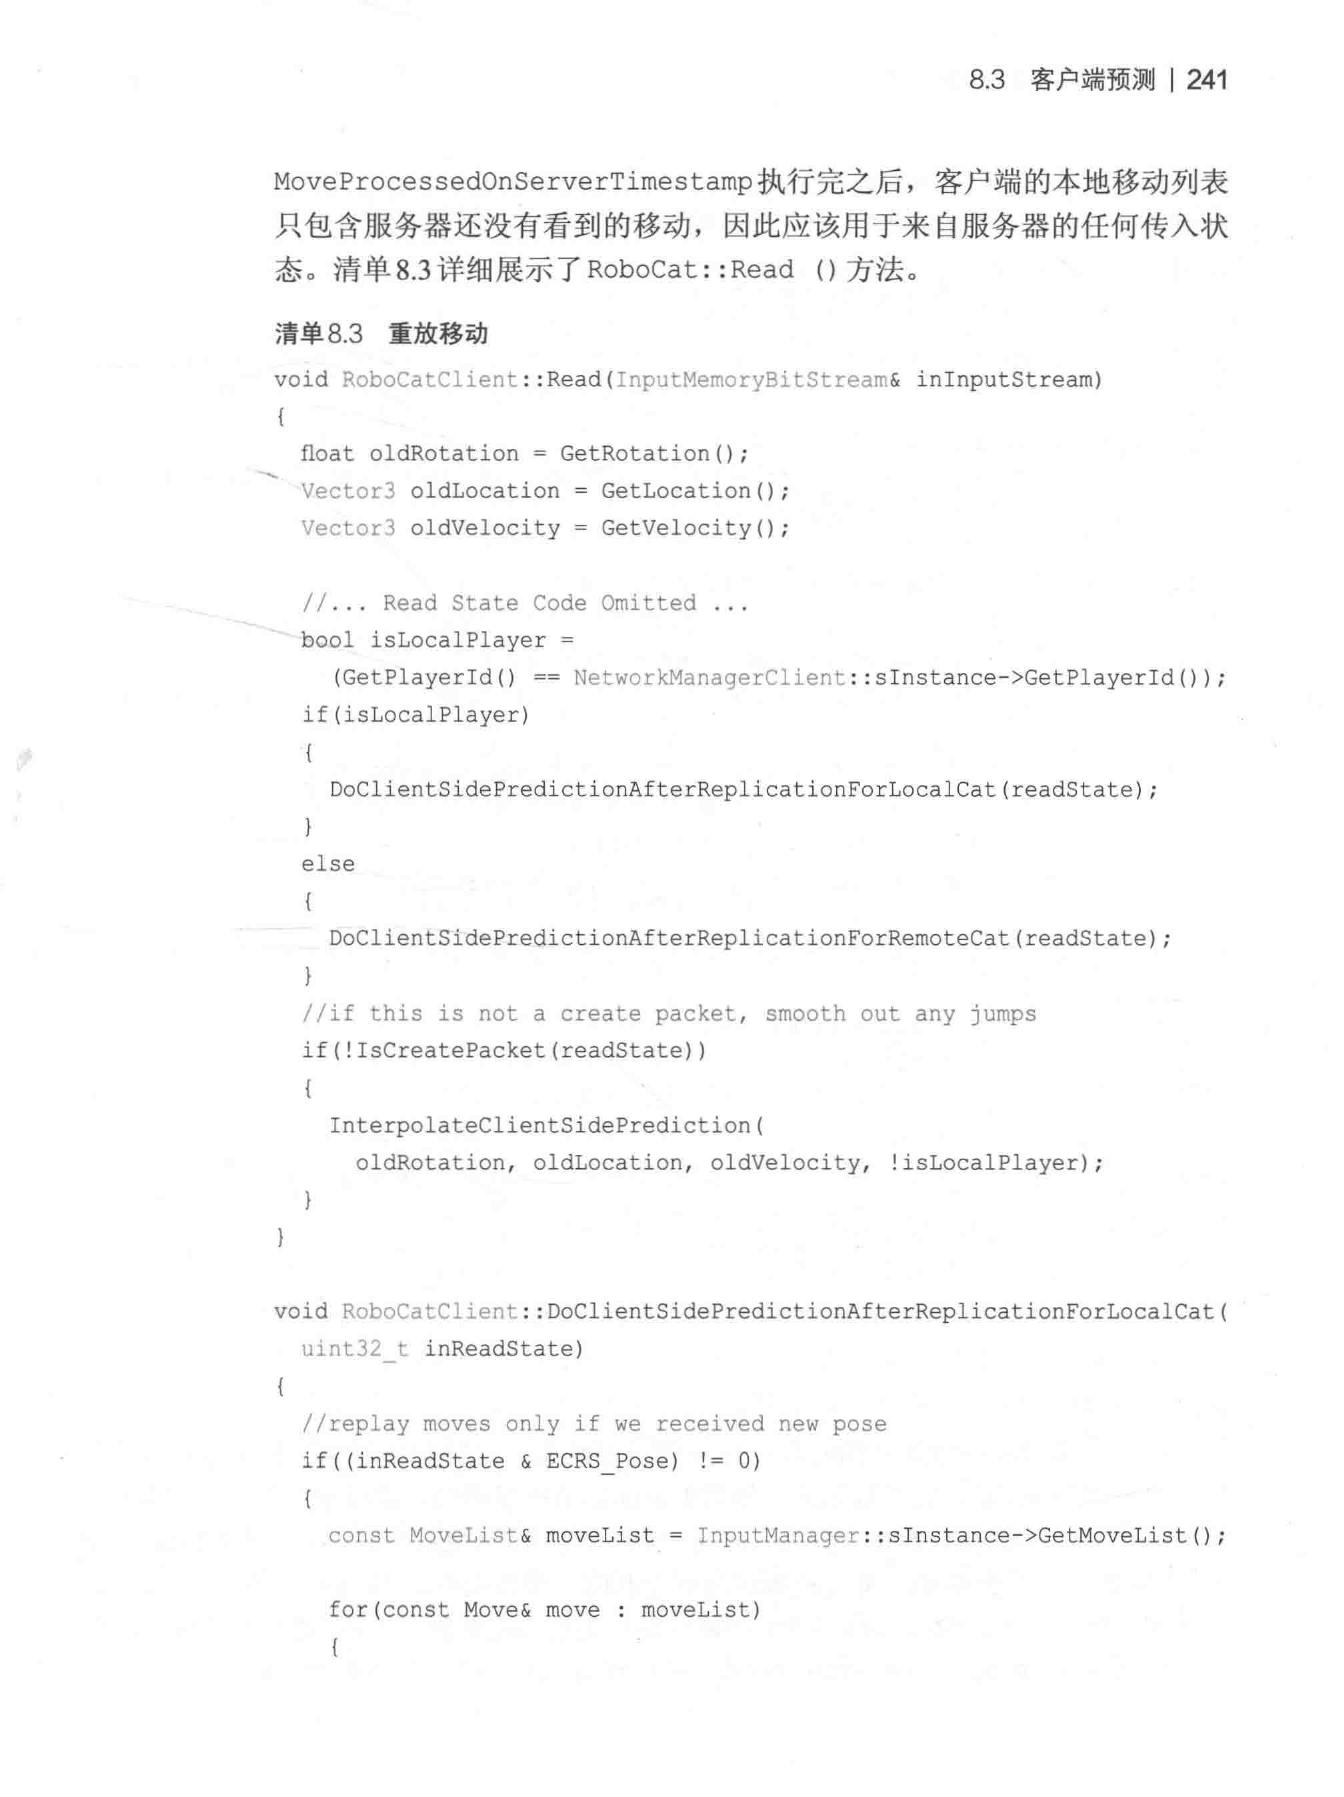 8.3 客户端预测 | 241
MoveProcessedOnServerTimestamp执行完之后，客户端的本地移动列表
只包含服务器还没有看到的移动，因此应该用于来自服务器的任何传入状
态。清单8.3详细展示了RoboCat::Read ()方法。
清单8.3 重放移动
void RoboCatClient::Read(InputMemoryBitStream& inInputStream)
{
float oldRotation = GetRotation();
Vector3 oldLocation = GetLocation();
Vector3 oldVelocity = GetVelocity();
//... Read State Code Omitted ...
bool isLocalPlayer =
(GetPlayerId() == NetworkManagerClient::sInstance->GetPlayerId());
if(isLocalPlayer)
{
DoClientSidePredictionAfterReplicationForLocalCat(readState);
}
else
{
DoClientSidePredictionAfterReplicationForRemoteCat(readState);
}
//if this is not a create packet, smooth out any jumps
if(!IsCreatePacket(readState))
{
InterpolateClientSidePrediction(
oldRotation, oldLocation, oldVelocity, !isLocalPlayer);
}
}
void RoboCatClient::DoClientSidePredictionAfterReplicationForLocalCat(
uint32_t inReadState)
{
//replay moves only if we received new pose
if((inReadState & ECRS_Pose) != 0)
{
const MoveList& moveList = InputManager::sInstance->GetMoveList();
for(const Move& move : moveList)
{